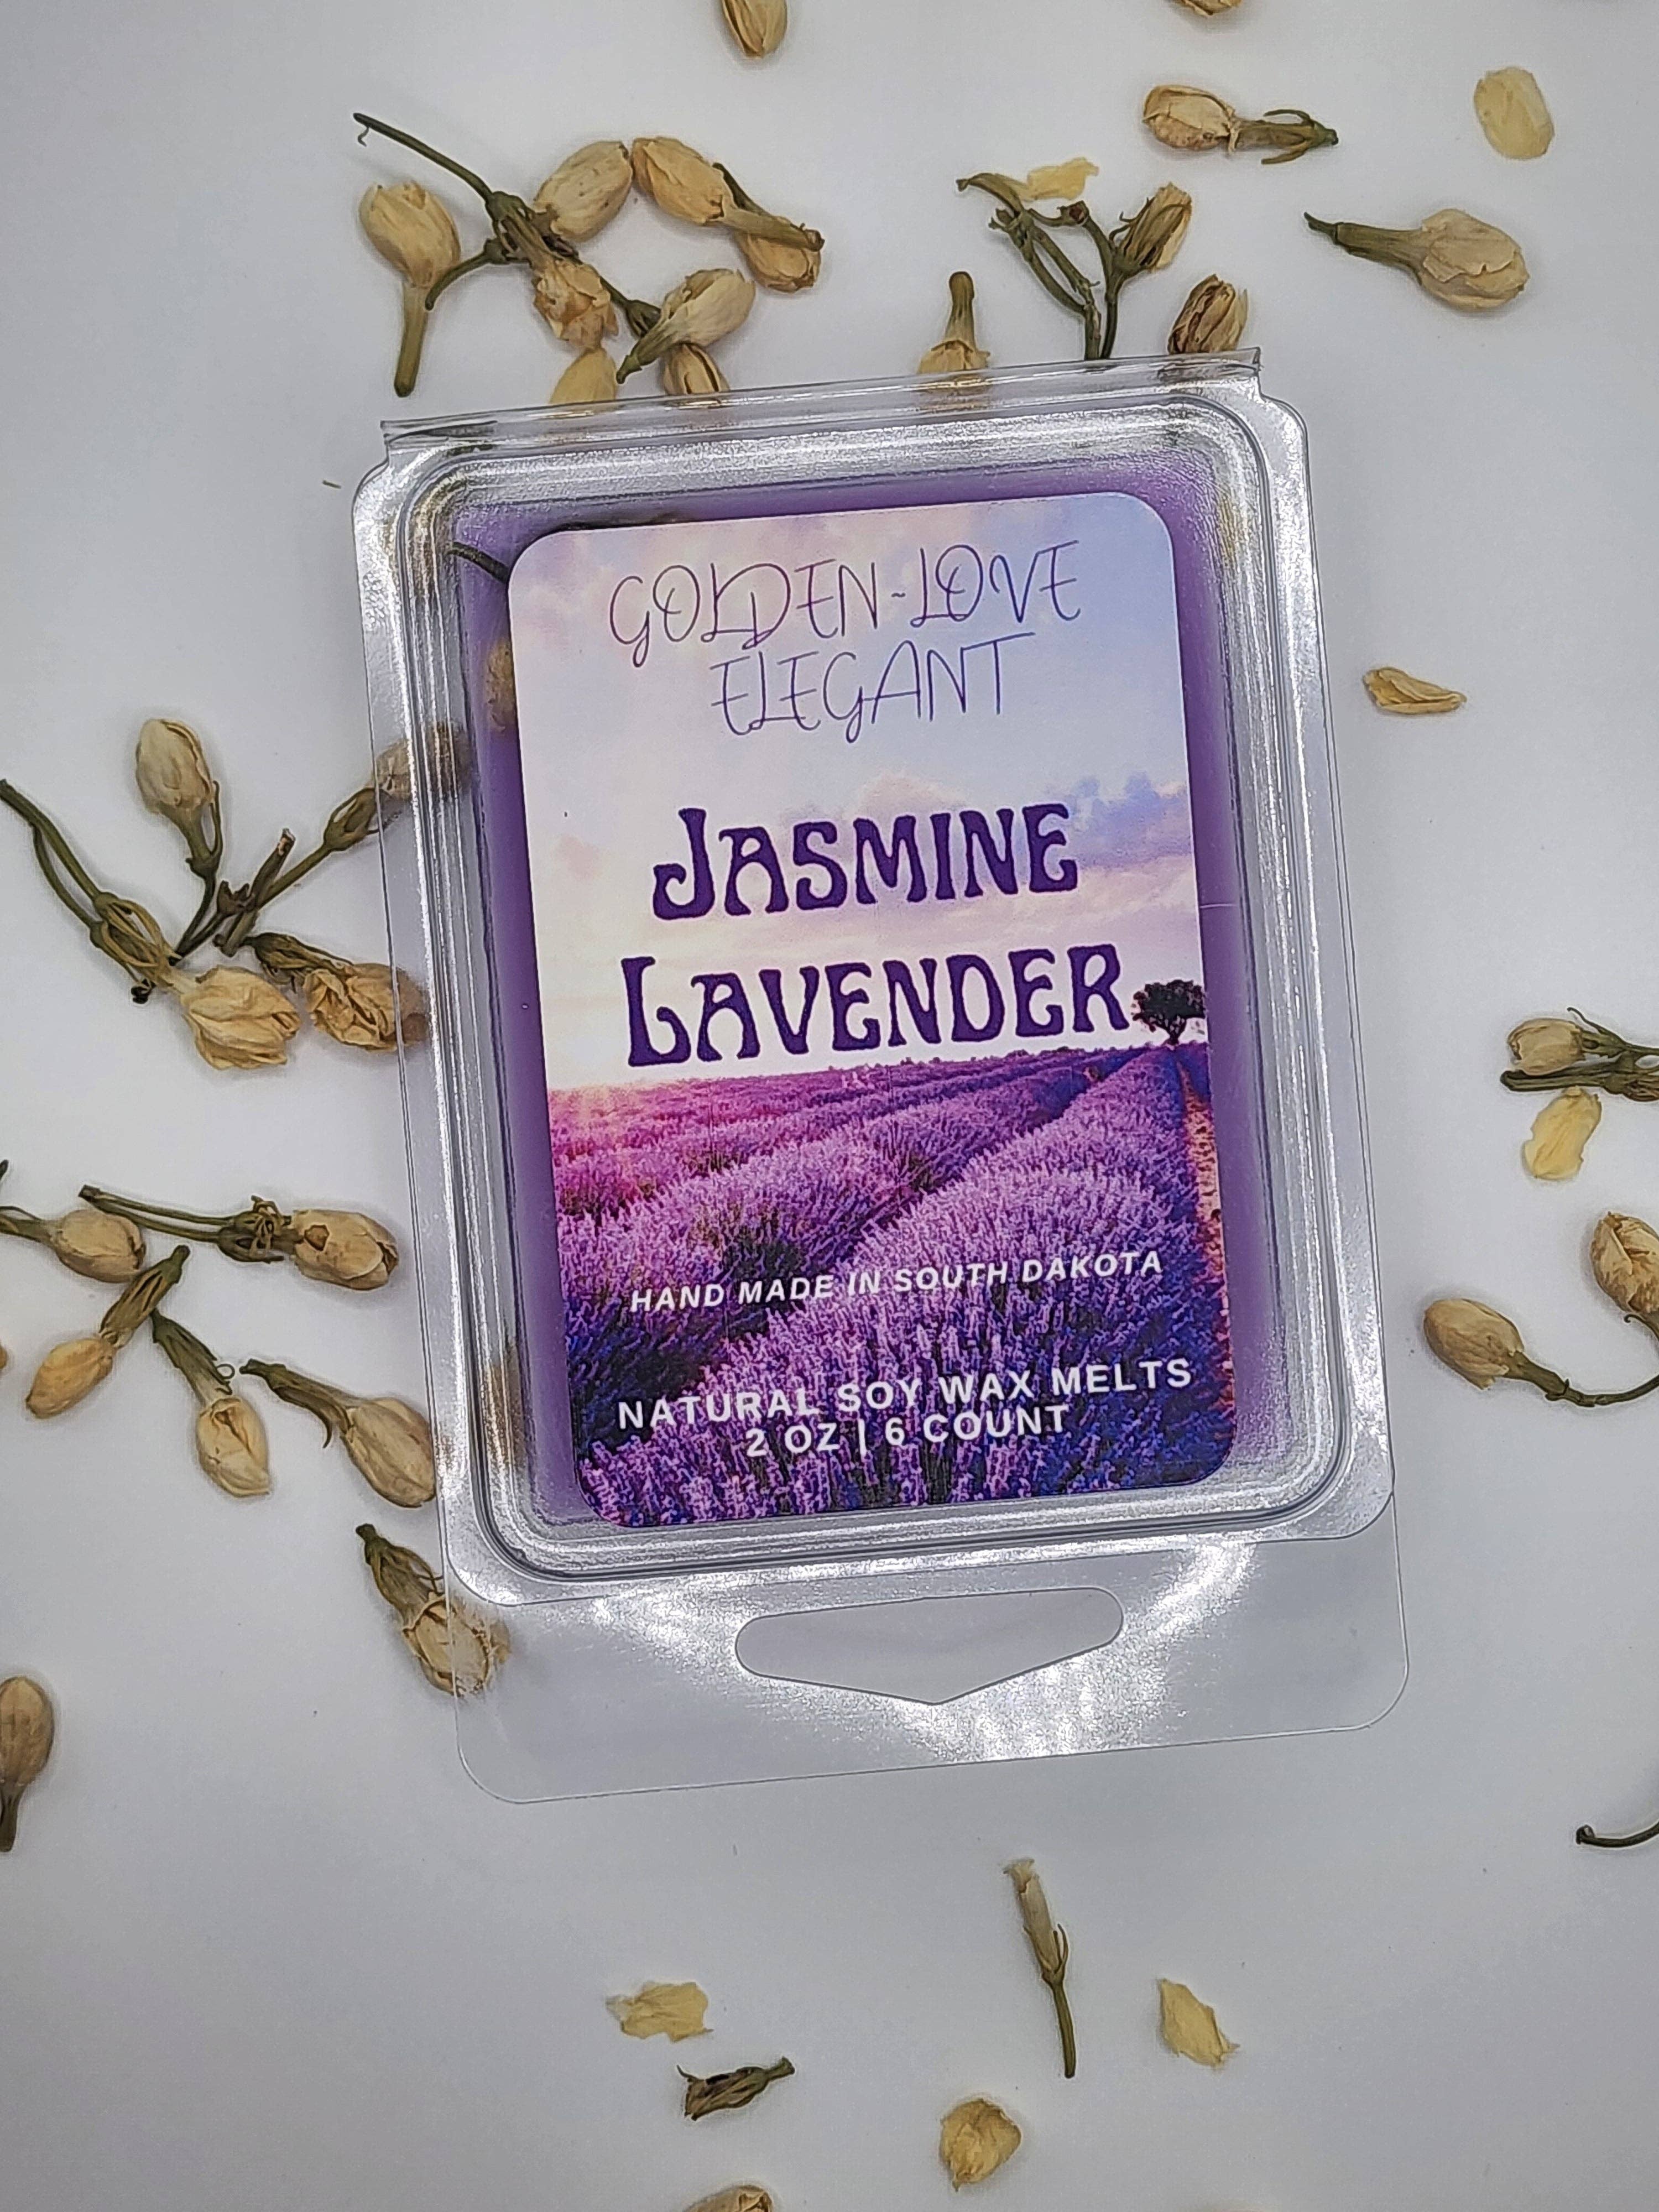 GOLDEN~LOVE
ELEGANT
JASMINE
LAVENDER
HAND MADE IN SOUTH DAKOTA
NATURAL SOY WAX MELTS
2 OZ | 6 COUNT